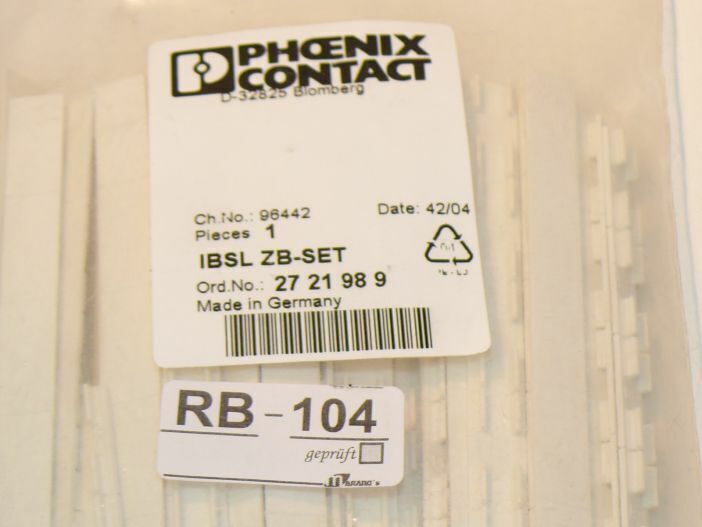 PHŒNIX
CONTACT
D-32825 Blomberg
Ch.No.: 96442 Date: 42/04
Pieces 1
IBSL ZB-SET
Ord.No.: 27 21 98 9
Made in Germany
RB - 104
geprüft